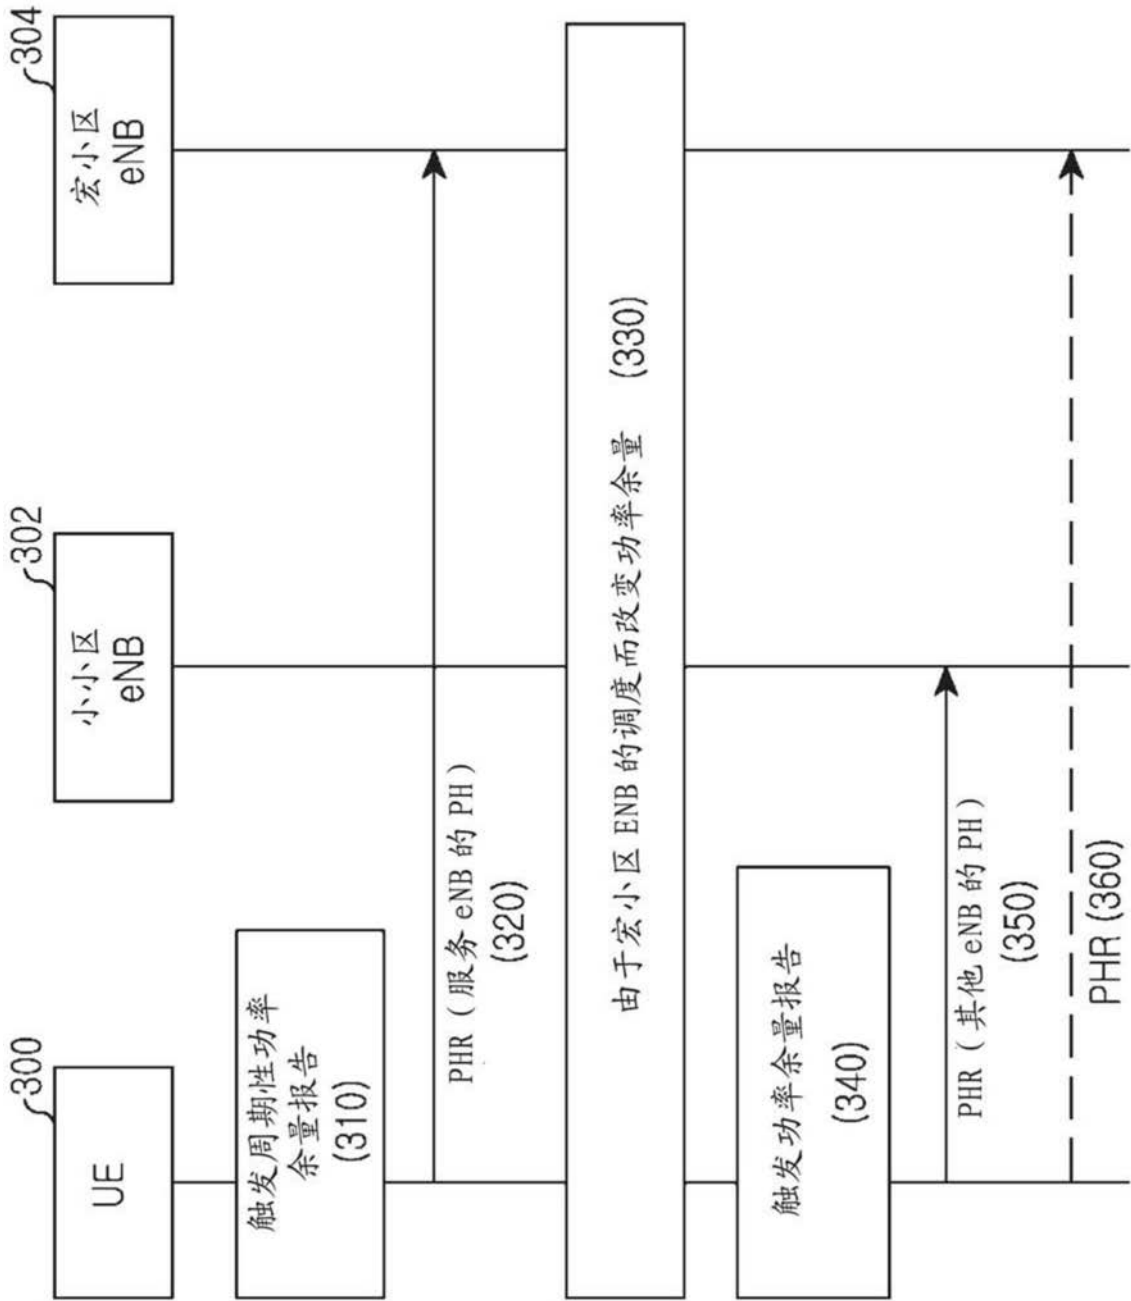 300
UE
302
小小区
eNB
304
宏小区
eNB
触发周期性功率
余量报告
(310)
PHR（服务 eNB 的 PH）
(320)
由于宏小区 ENB 的调度而改变功率余量 (330)
触发功率余量报告
(340)
PHR（其他 eNB 的 PH）
(350)
PHR (360)